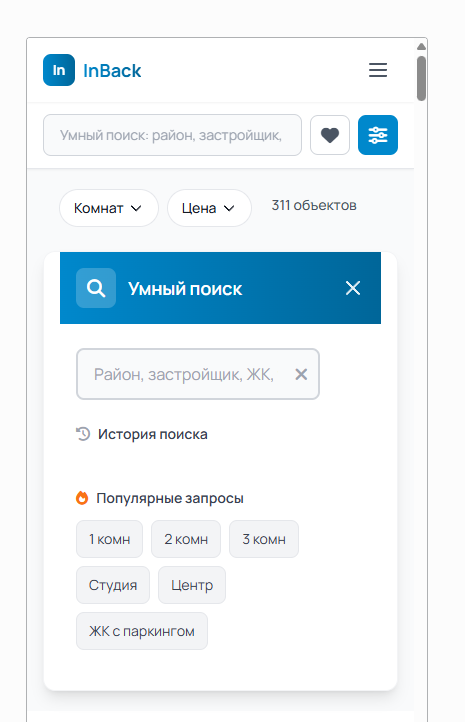 In InBack
Умный поиск: район, застройщик,
Комнат Цена 311 объектов
Умный поиск
Район, застройщик, ЖК,
История поиска
Популярные запросы
1 комн 2 комн 3 комн
Студия Центр
ЖК с паркингом